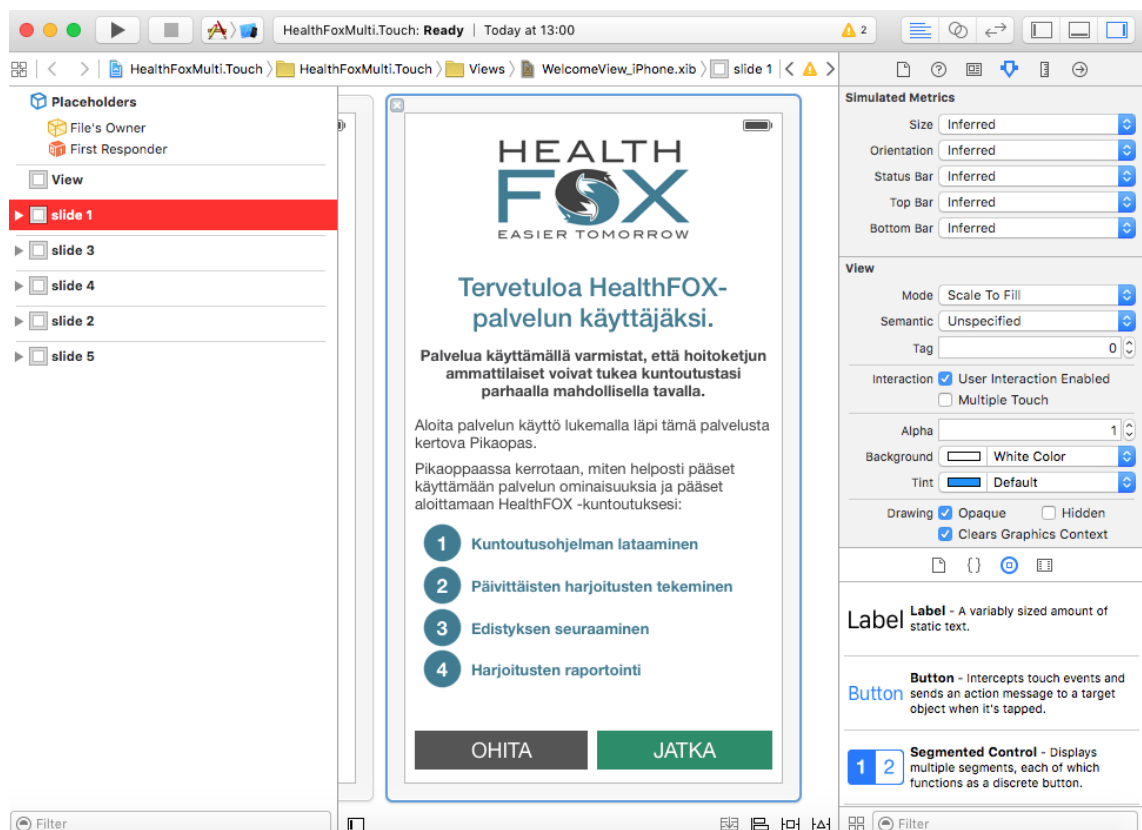 HealthFoxMulti.Touch: Ready | Today at 13:00
2
HealthFoxMulti.Touch
HealthFoxMulti.Touch
Views
WelcomeView_iPhone.xib
slide 1
Placeholders
File's Owner
First Responder
View
slide 1
slide 3
slide 4
slide 2
slide 5
Filter
HEALTH
FOX
EASIER TOMORROW
Tervetuloa HealthFOX-
palvelun käyttäjäksi.
Palvelua käyttämällä varmistat, että hoitoketjun
ammattilaiset voivat tukea kuntoutustasi
parhaalla mahdollisella tavalla.
Aloita palvelun käyttö lukemalla läpi tämä palvelusta
kertova Pikaopas.
Pikaoppaassa kerrotaan, miten helposti pääset
käyttämään palvelun ominaisuuksia ja pääset
aloittamaan HealthFOX -kuntoutuksesi:
1 Kuntoutusohjelman lataaminen
2 Päivittäisten harjoitusten tekeminen
3 Edistyksen seuraaminen
4 Harjoitusten raportointi
OHITA
JATKA
Simulated Metrics
Size Inferred
Orientation Inferred
Status Bar Inferred
Top Bar Inferred
Bottom Bar Inferred
View
Mode Scale To Fill
Semantic Unspecified
Tag 0
Interaction User Interaction Enabled
Multiple Touch
Alpha 1
Background White Color
Tint Default
Drawing Opaque Hidden
Clears Graphics Context
Label
Label - A variably sized amount of
static text.
Button
Button - Intercepts touch events and
sends an action message to a target
object when it's tapped.
1 2
Segmented Control - Displays
multiple segments, each of which
functions as a discrete button.
Filter